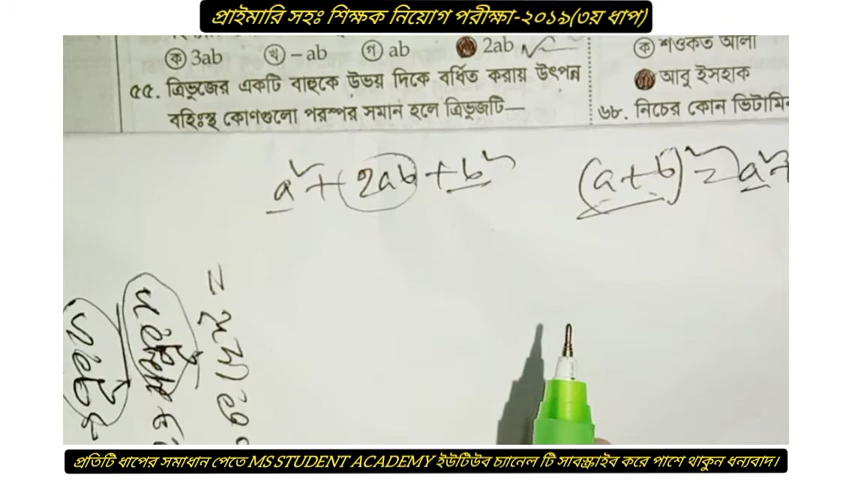 প্রাইমারি সহঃ শিক্ষক নিয়োগ পরীক্ষা-২০১৯(৩য় ধাপ)
ক 3ab খ -ab গ ab 2ab
৫৫. ত্রিভুজের একটি বাহুকে উভয় দিকে বর্ধিত করায় উৎপন্ন
বহিঃস্থ কোণগুলো পরস্পর সমান হলে ত্রিভুজটি—
ক শওকত আলী
আবু ইসহাক
৬৮. নিচের কোন ভিটামি
a²+2ab+b²
(a+b)²=a²+
প্রতিটি ধাপের সমাধান পেতে MS STUDENT ACADEMY ইউটিউব চ্যানেল টি সাবস্ক্রাইব করে পাশে থাকুন ধন্যবাদ।